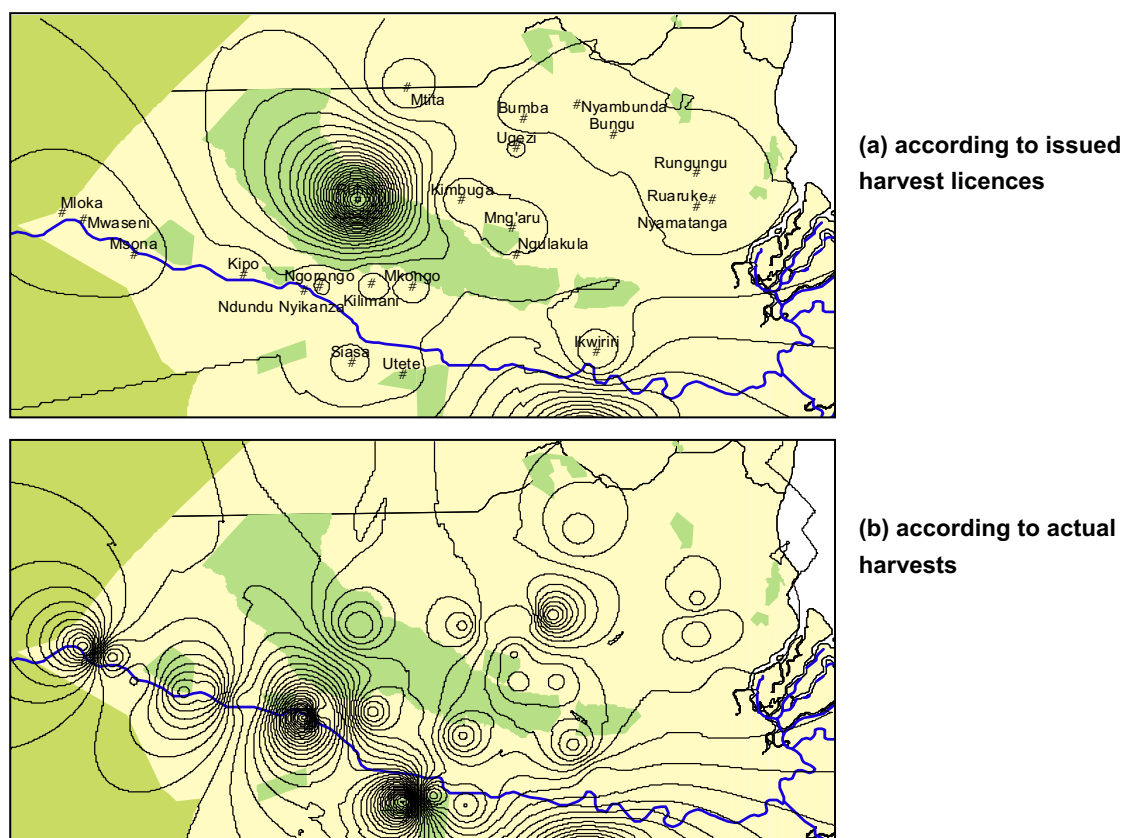 Mtita
Bumba
Nyambunda
Bungu
Ugezi
Rungungu
Kimbuga
Ruaruke
Mloka
Mwaseni
Mng'aru
Nyamatanga
Msona
Ngulakula
Kipo
Ngorongo
Mkongo
Kilimani
Ndundu Nyikanza
Ikwiriri
Siasa
Utete
(a) according to issued
harvest licences
(b) according to actual
harvests